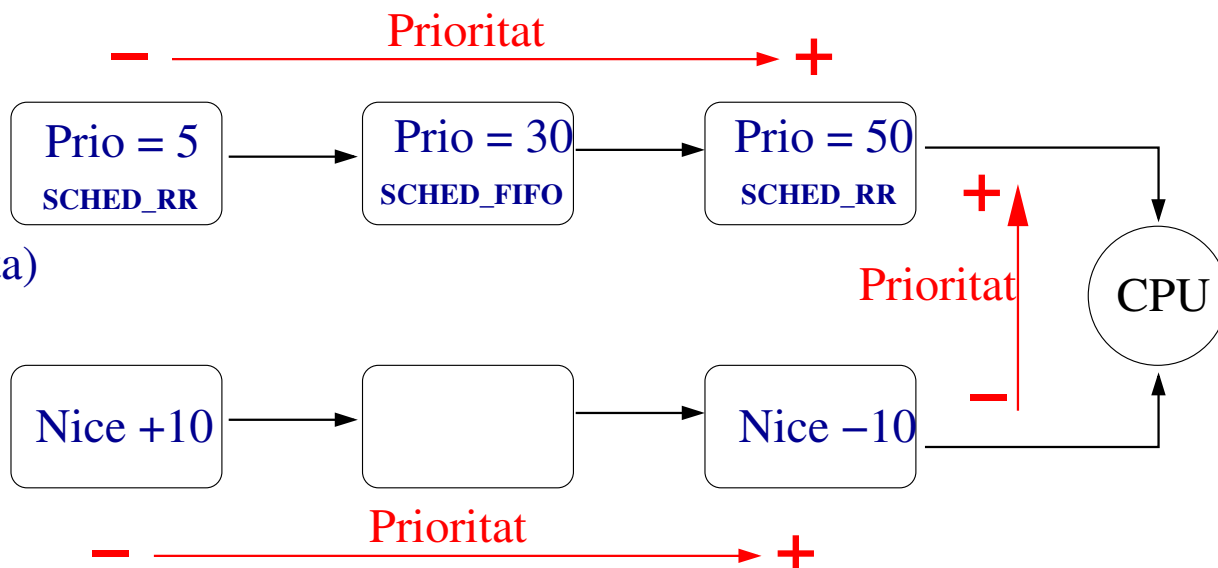 Prioritat
− +
Prio = 5
SCHED_RR
Prio = 30
SCHED_FIFO
Prio = 50
SCHED_RR
+
a)
Prioritat
CPU
−
Nice +10
Nice −10
Prioritat
− +